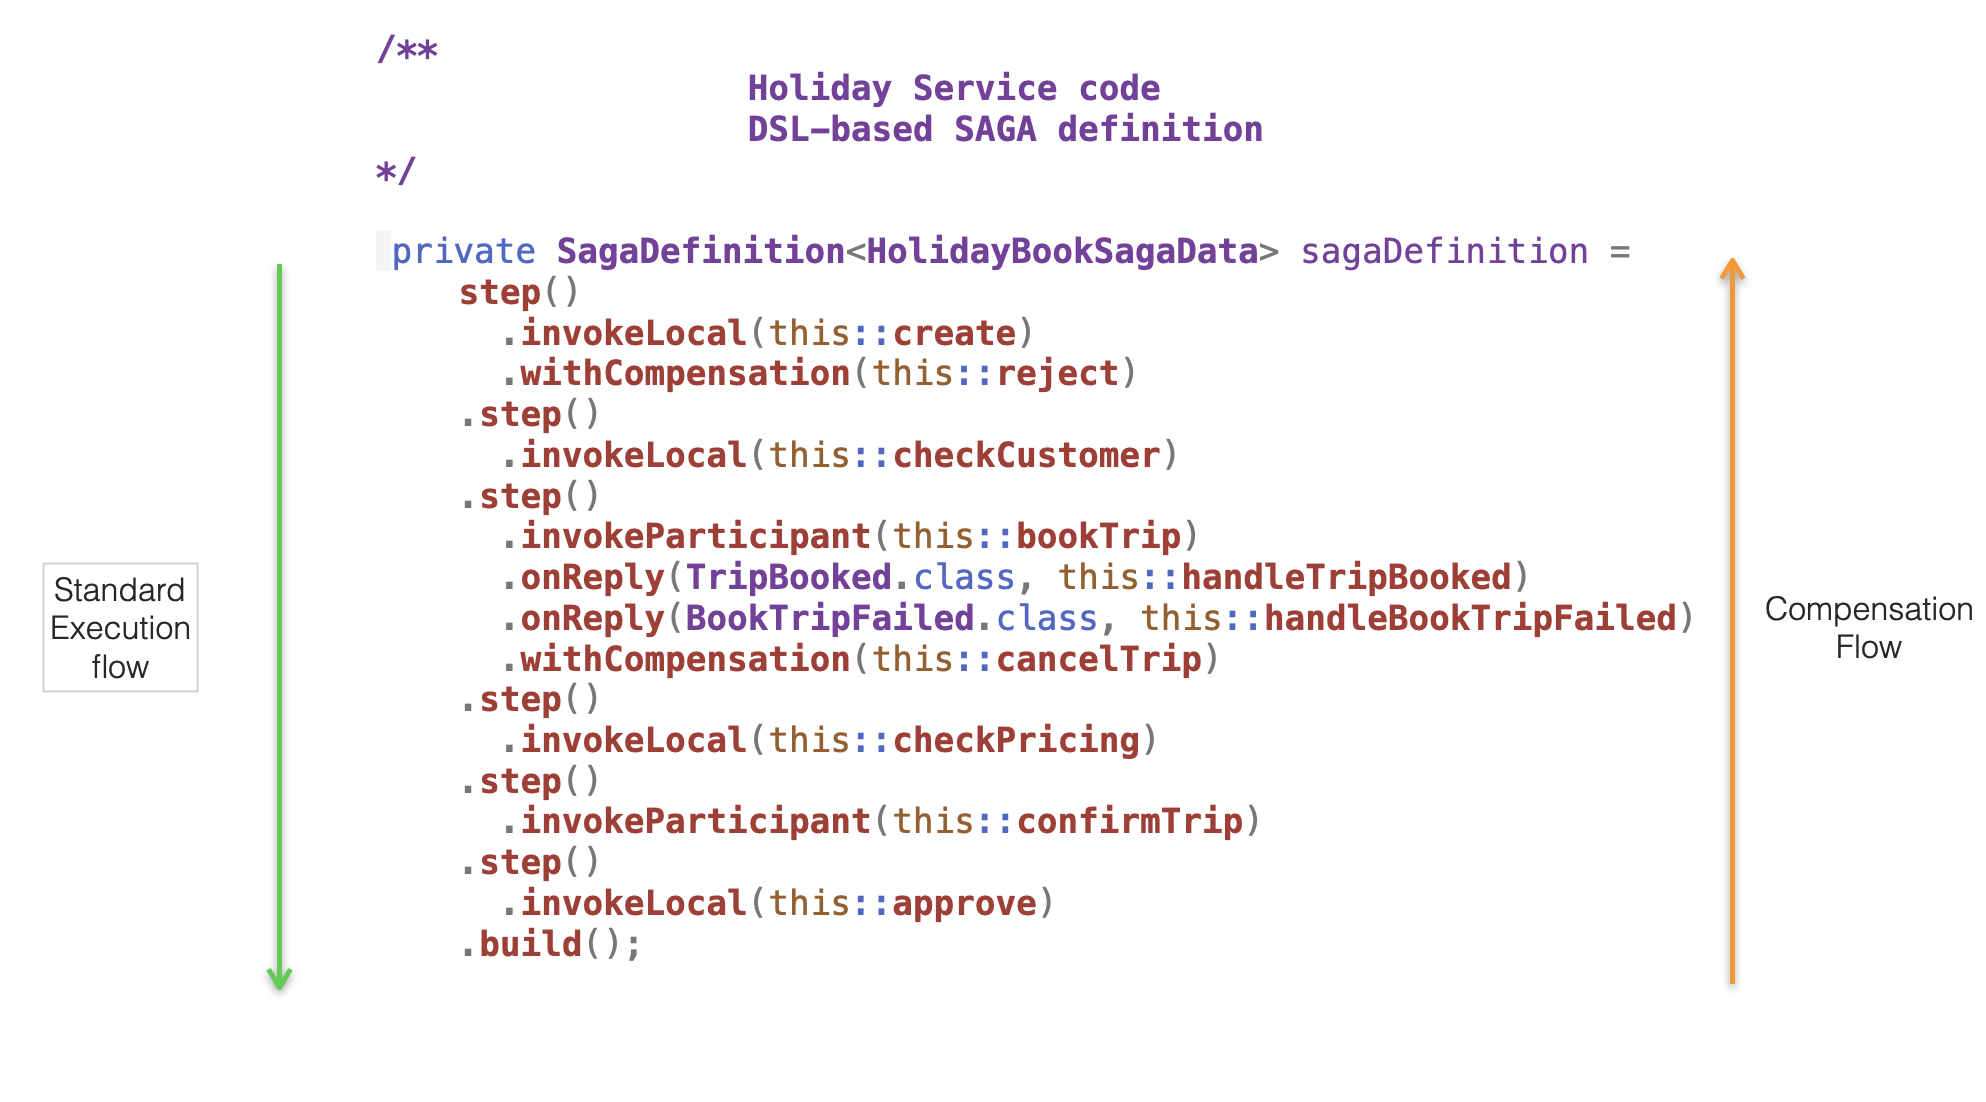 /**
Holiday Service code
DSL-based SAGA definition
*/
private SagaDefinition<HolidayBookSagaData> sagaDefinition =
step()
.invokeLocal(this::create)
.withCompensation(this::reject)
.step()
.invokeLocal(this::checkCustomer)
.step()
.invokeParticipant(this::bookTrip)
.onReply(TripBooked.class, this::handleTripBooked)
.onReply(BookTripFailed.class, this::handleBookTripFailed)
.withCompensation(this::cancelTrip)
.step()
.invokeLocal(this::checkPricing)
.step()
.invokeParticipant(this::confirmTrip)
.step()
.invokeLocal(this::approve)
.build();
Standard
Execution
flow
Compensation
Flow